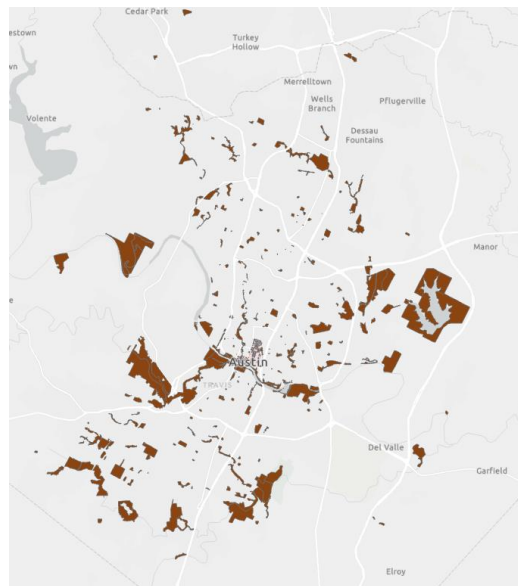 Cedar Park
Turkey
Hollow
estown
wn
Merrelltown
Wells
Branch
Pflugerville
Volente
Dessau
Fountains
Manor
e
Austin
TRAVIS
Del Valle
Garfield
Elroy